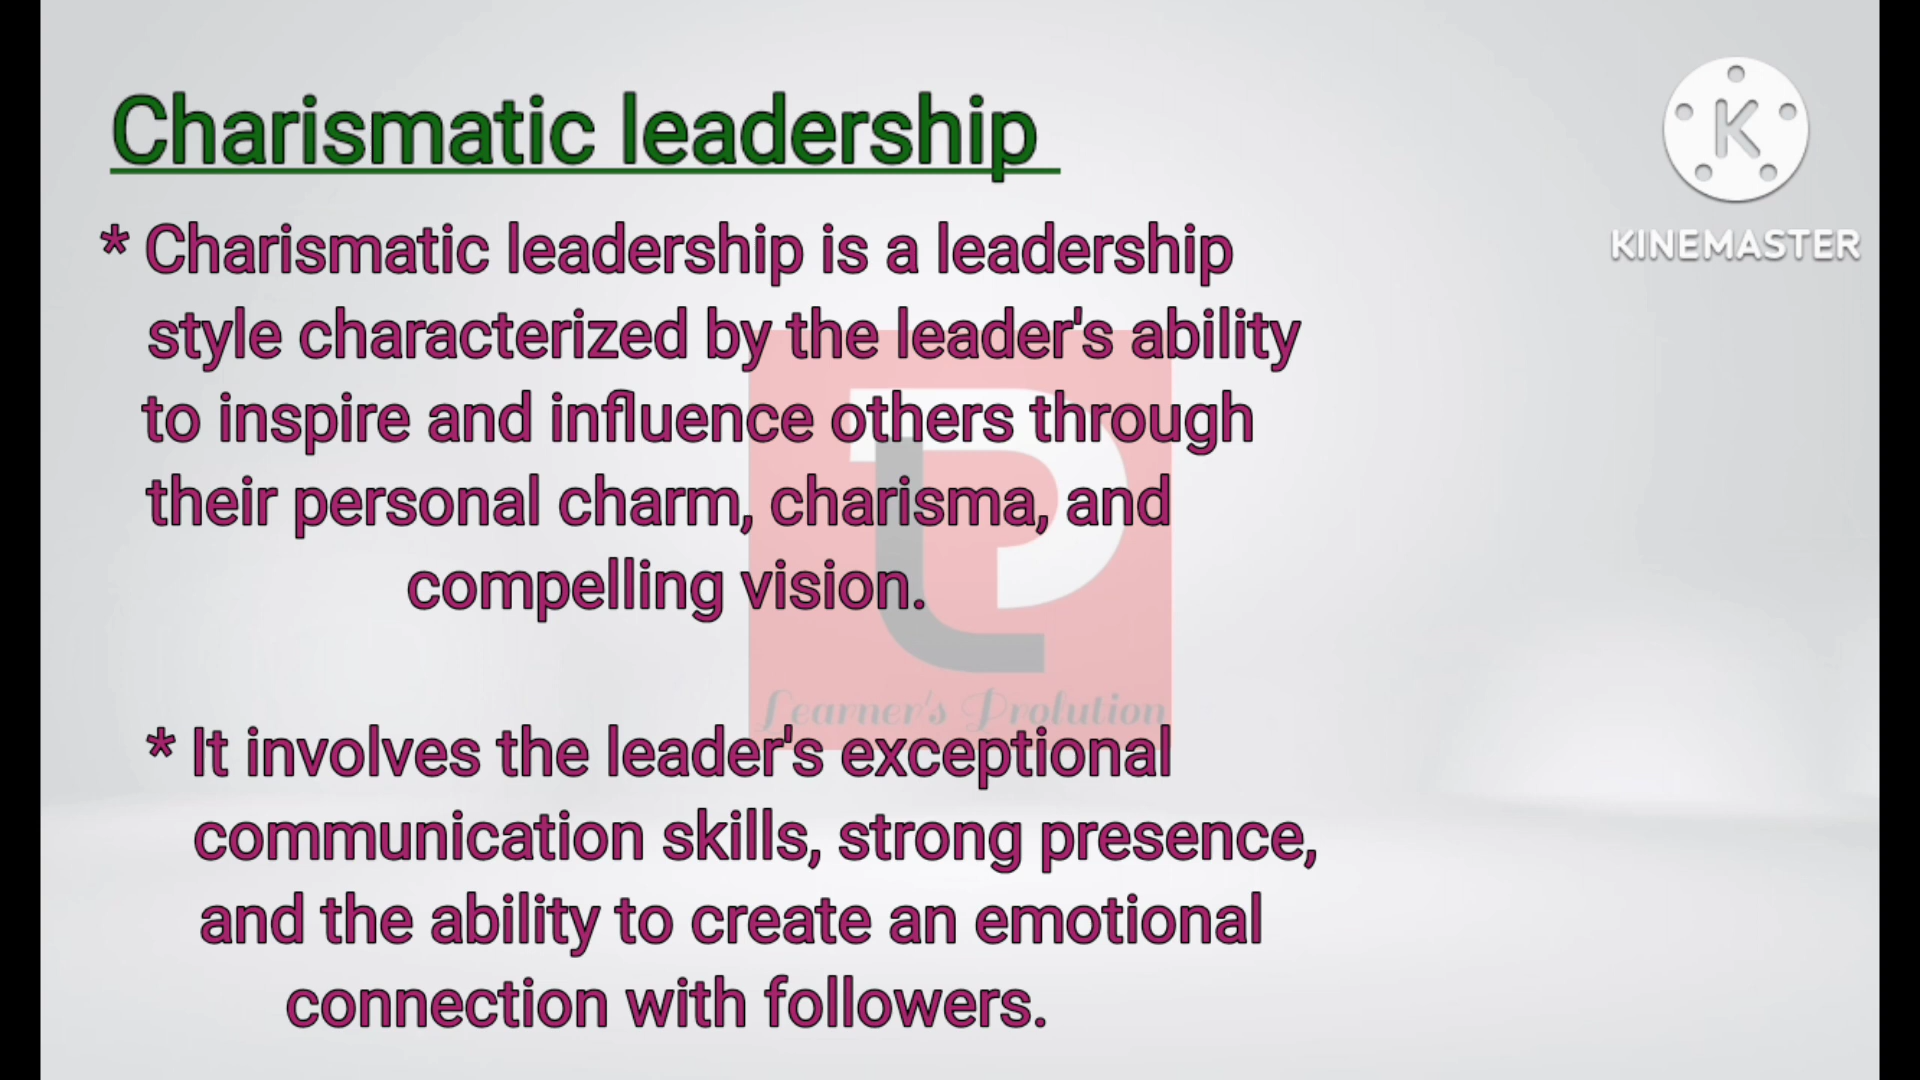 Charismatic leadership
* Charismatic leadership is a leadership
style characterized by the leader's ability
to inspire and influence others through
their personal charm, charisma, and
compelling vision.
* It involves the leader's exceptional
communication skills, strong presence,
and the ability to create an emotional
connection with followers.
K
KINEMASTER
Learner's Prolution